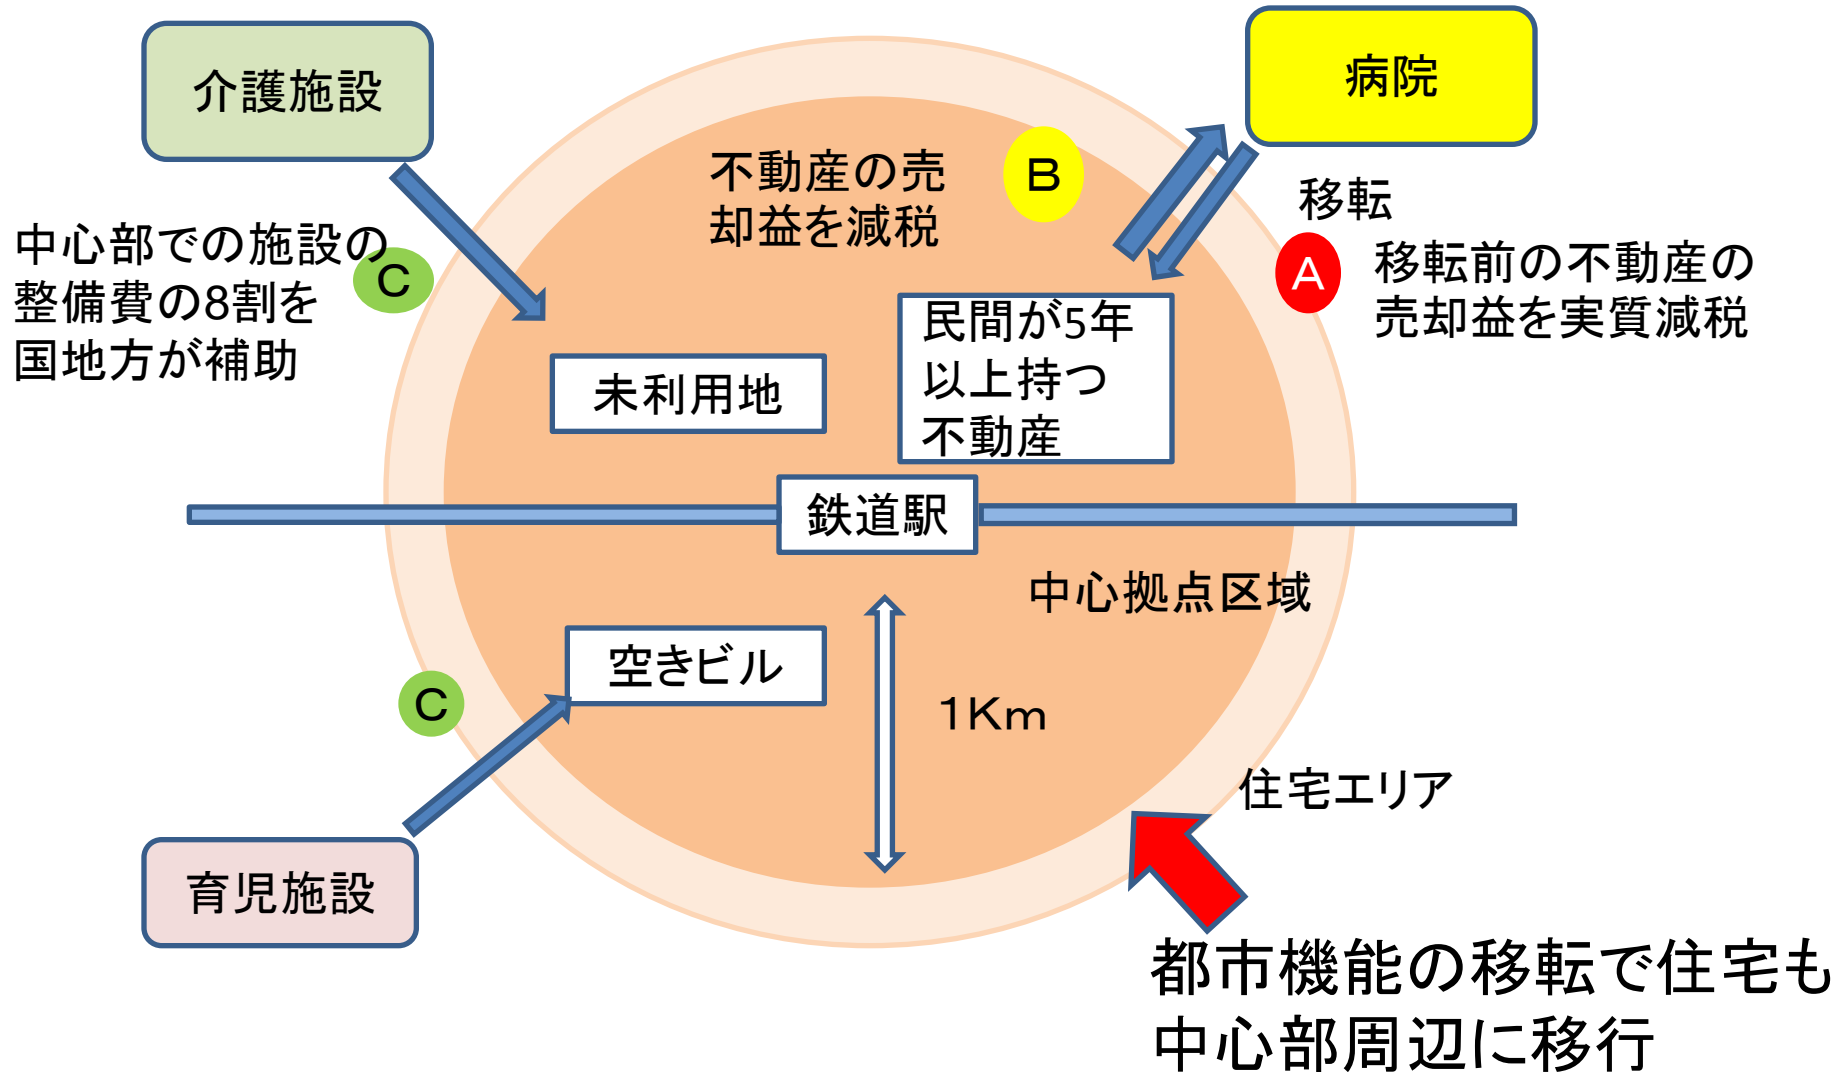 介護施設
病院
不動産の売
却益を減税
B
移転
A
移転前の不動産の
売却益を実質減税
中心部での施設の
整備費の8割を
国地方が補助
C
民間が5年
以上持つ
不動産
未利用地
鉄道駅
中心拠点区域
空きビル
C
1Km
住宅エリア
育児施設
都市機能の移転で住宅も
中心部周辺に移行